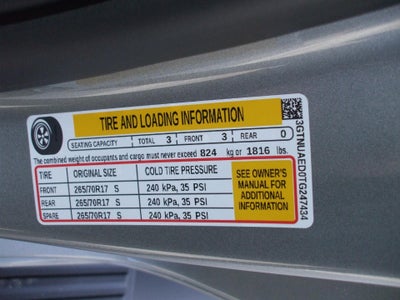 TIRE AND LOADING INFORMATION
SEATING CAPACITY TOTAL 3 FRONT 3 REAR 0
The combined weight of occupants and cargo must never exceed 824 kg or 1816 lbs.
TIRE ORIGINAL SIZE COLD TIRE PRESSURE
FRONT 265/70R17 S 240 kPa, 35 PSI
REAR 265/70R17 S 240 kPa, 35 PSI
SPARE 265/70R17 S 240 kPa, 35 PSI
SEE OWNER'S
MANUAL FOR
ADDITIONAL
INFORMATION
3GTNUAED0TG247434